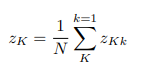 $z_K = \frac{1}{N} \sum_{K}^{k=1} z_{Kk}$